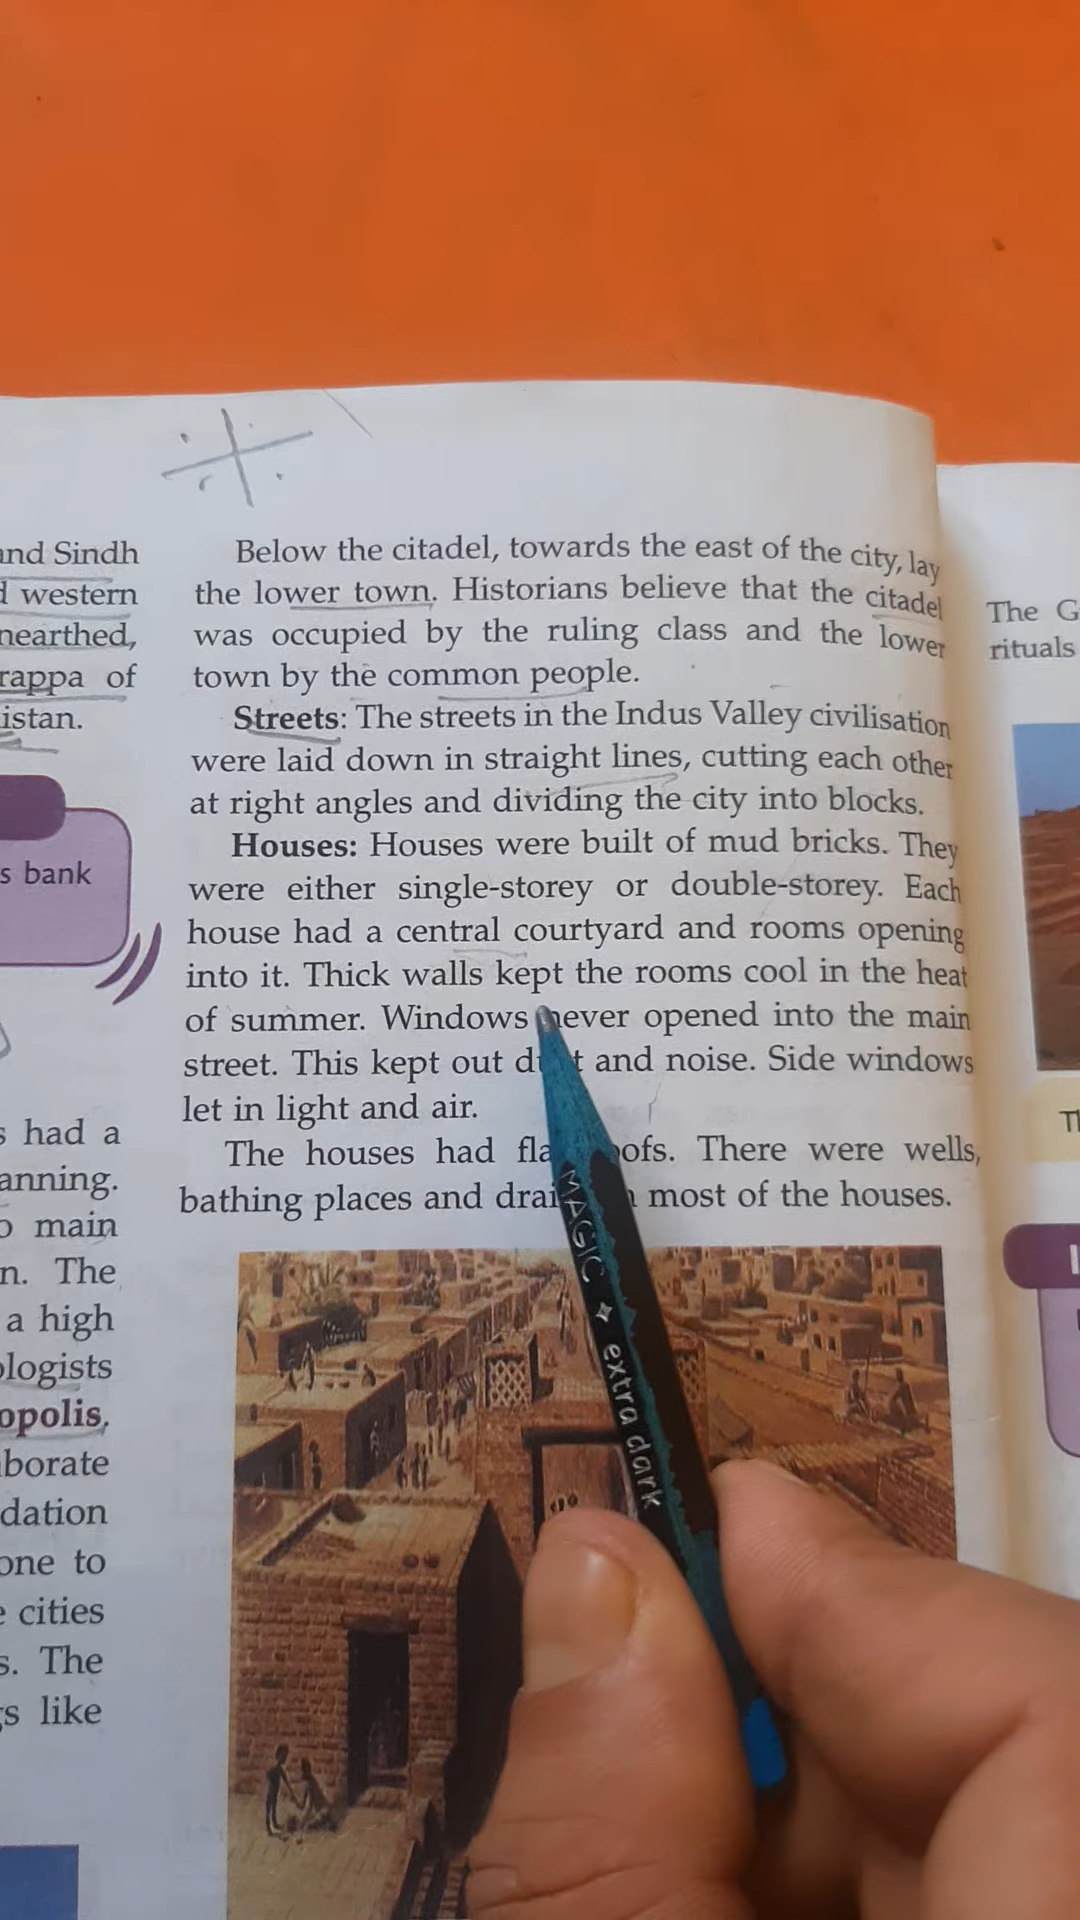 and Sindh
western
nearthed,
rappa of
istan.
s bank
had a
anning.
main
n. The
a high
ologists
opolis,
borate
dation
one to
cities
s. The
s like
Below the citadel, towards the east of the city, lay
the lower town. Historians believe that the citadel
was occupied by the ruling class and the lower
town by the common people.
Streets: The streets in the Indus Valley civilisation
were laid down in straight lines, cutting each other
at right angles and dividing the city into blocks.
Houses: Houses were built of mud bricks. They
were either single-storey or double-storey. Each
house had a central courtyard and rooms opening
into it. Thick walls kept the rooms cool in the heat
of summer. Windows never opened into the main
street. This kept out and noise. Side windows
let in light and air.
The houses had There were wells,
bathing places and most of the houses.
MAGIC extra dark
The G
rituals